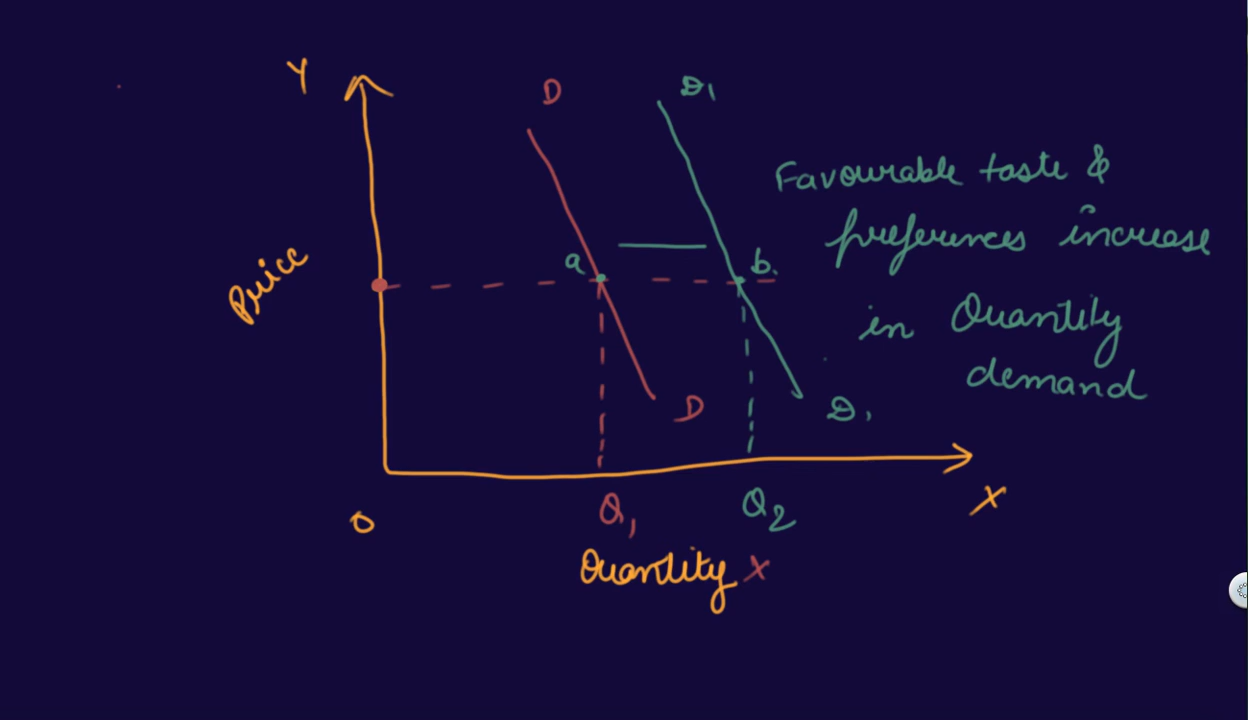 Y
D
D1
Favourable taste &
preferences increase
in Quantity
demand
Price
a
b.
D
D1
O
Q1
Q2
X
Quantity X